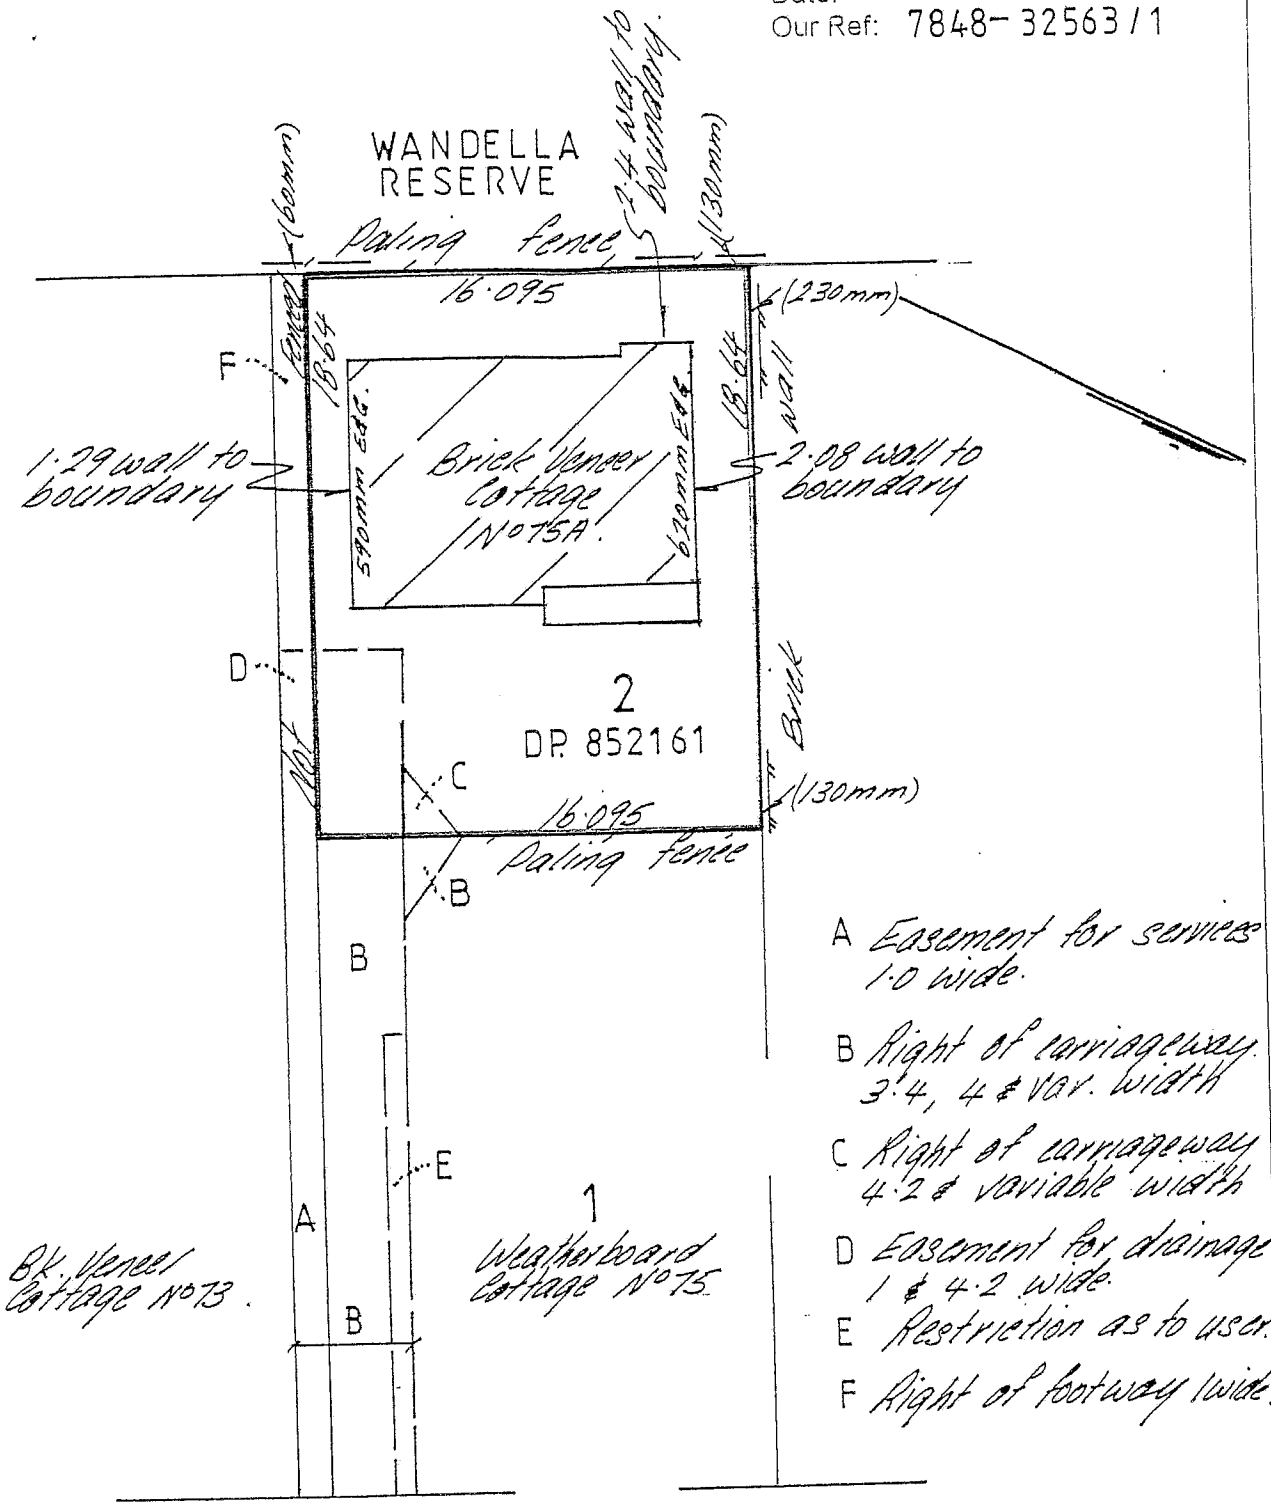 Our Ref: 7848-32563/1
2.4 wall to
boundary.
(60mm)
WANDELLA
RESERVE
(130mm)
Paling fence
16.095
(230mm)
Fenced
18.64
18.64
wall
F
590mm E&G.
620mm E&G.
1.29 wall to
boundary
Brick Veneer
Cottage
No 75A.
2.08 wall to
boundary
D
2
DP. 852161
Brick
Not
C
(130mm)
16.095
Paling fence
B
B
A Easement for services
1.0 wide.
B Right of carriageway.
3.4, 4 & var. width
C Right of carriageway
4.2 & variable width
D Easement for drainage
1 & 4.2 wide.
E Restriction as to user.
F Right of footway 1 wide.
E
A
1
Weatherboard
Cottage No 75
Bk. Veneer
Cottage No 73.
B